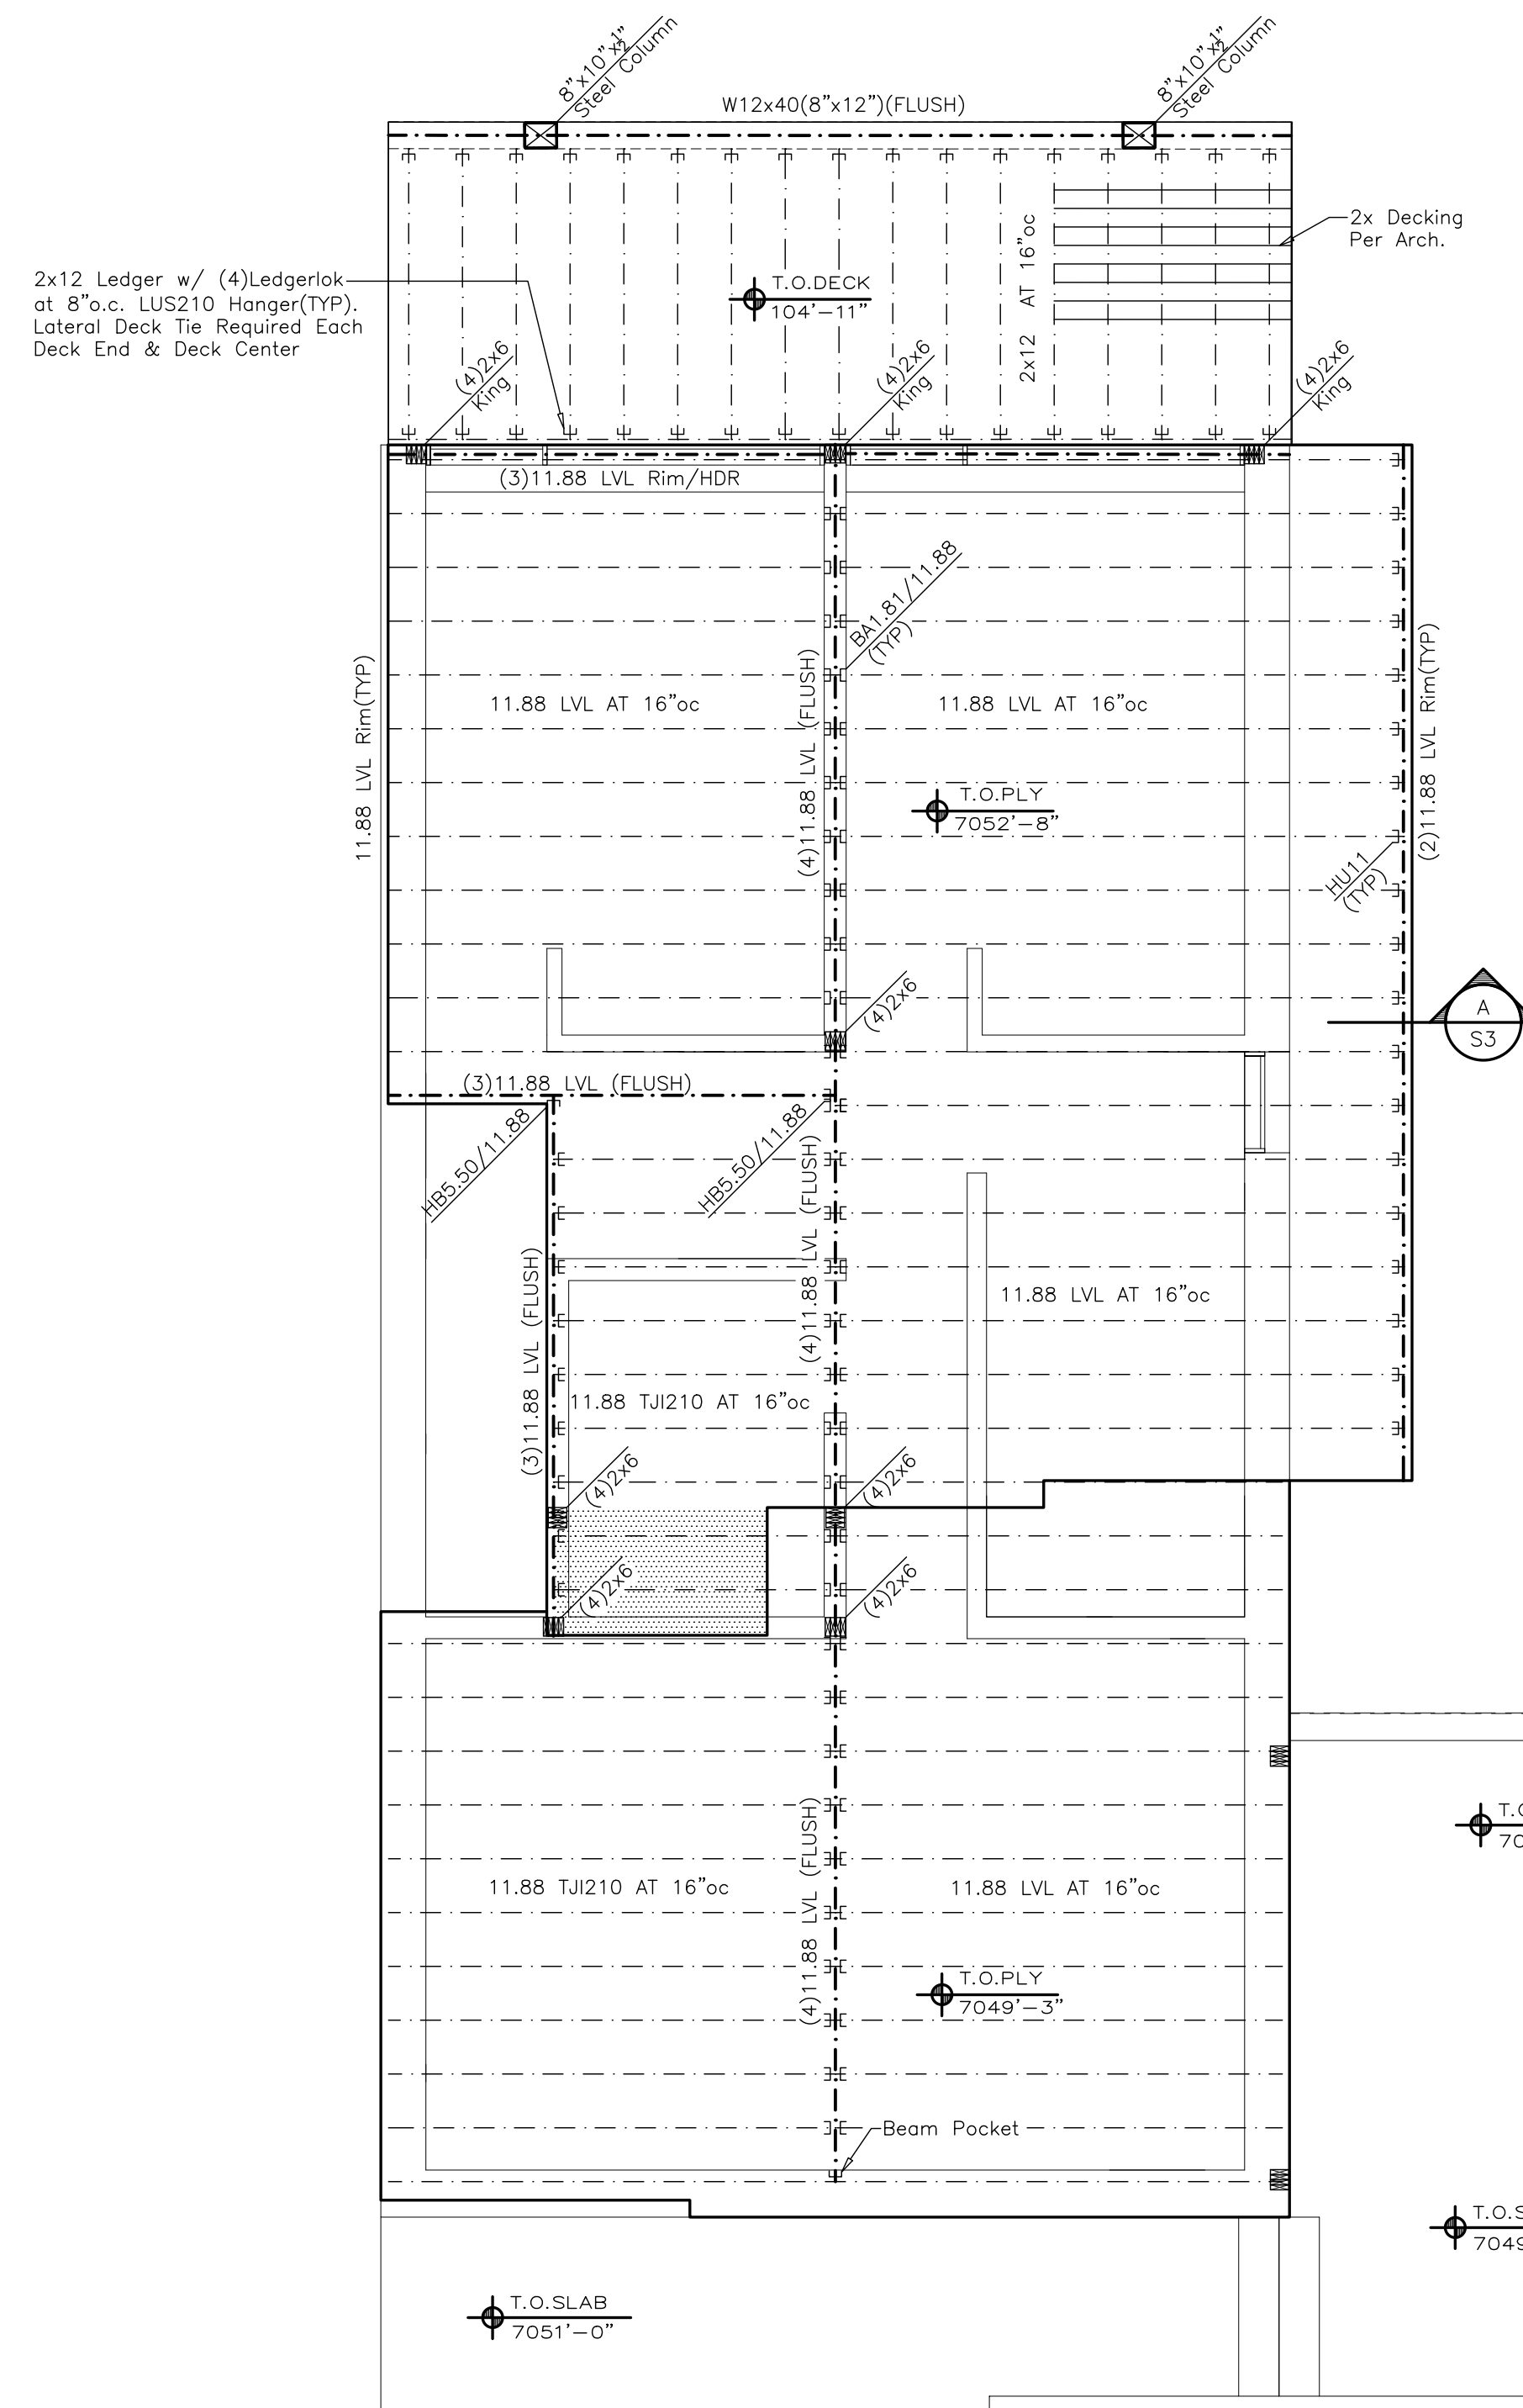 8"x10"x1/2"
Steel Column
8"x10"x1/2"
Steel Column
W12x40(8"x12")(FLUSH)
2x Decking
Per Arch.
2x12 AT 16"oc
T.O.DECK
104'-11"
2x12 Ledger w/ (4)Ledgerlok
at 8"o.c. LUS210 Hanger(TYP).
Lateral Deck Tie Required Each
Deck End & Deck Center
(4)2x6
King
(4)2x6
King
(4)2x6
King
(3)11.88 LVL Rim/HDR
BA1.81/11.88
(TYP)
11.88 LVL Rim(TYP)
11.88 LVL AT 16"oc
(4)11.88 LVL (FLUSH)
11.88 LVL AT 16"oc
(2)11.88 LVL Rim(TYP)
T.O.PLY
7052'-8"
HU11
(TYP)
(4)2x6
A
S3
(3)11.88 LVL (FLUSH)
HB5.50/11.88
HB5.50/11.88
(4)11.88 LVL (FLUSH)
(3)11.88 LVL (FLUSH)
11.88 LVL AT 16"oc
11.88 TJI210 AT 16"oc
(4)2x6
(4)2x6
(4)2x6
(4)2x6
(4)11.88 LVL (FLUSH)
11.88 TJI210 AT 16"oc
11.88 LVL AT 16"oc
T.O.PLY
7049'-3"
Beam Pocket
T.O.S
7049
T.O.SLAB
7051'-0"